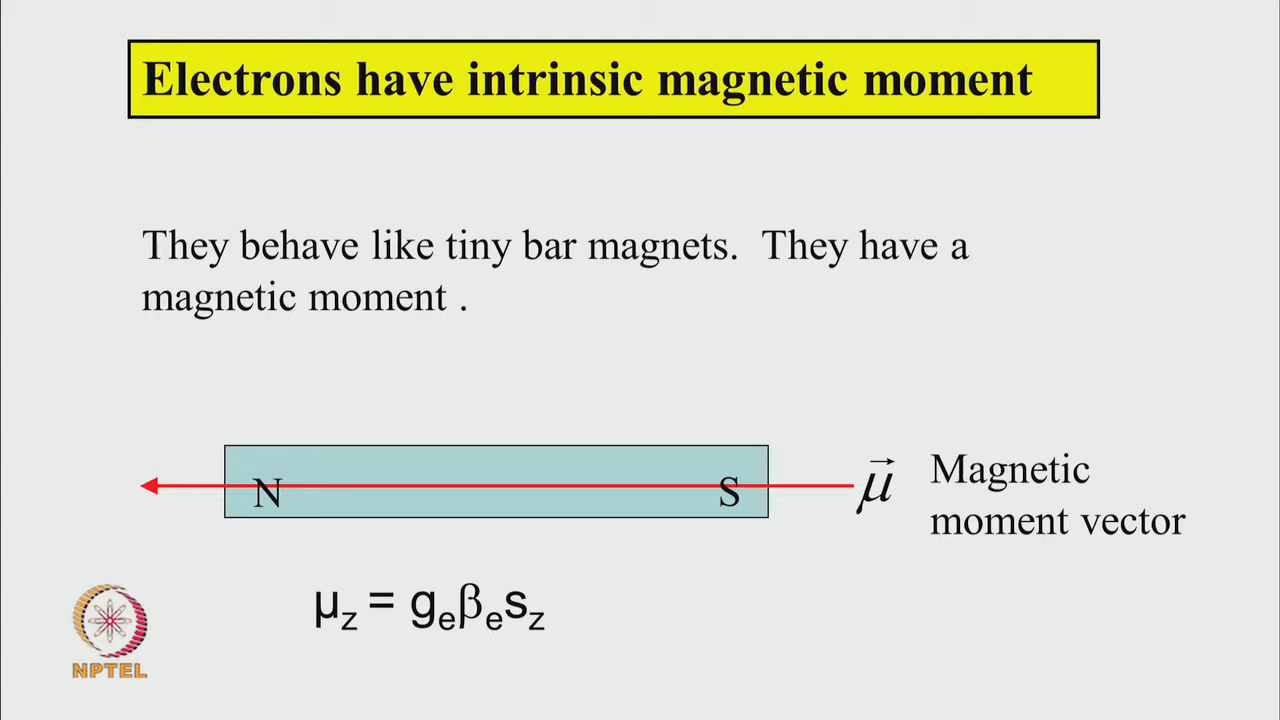 Electrons have intrinsic magnetic moment
They behave like tiny bar magnets. They have a
magnetic moment .
N S
μ⃗ Magnetic
moment vector
μz = geβesz
NPTEL